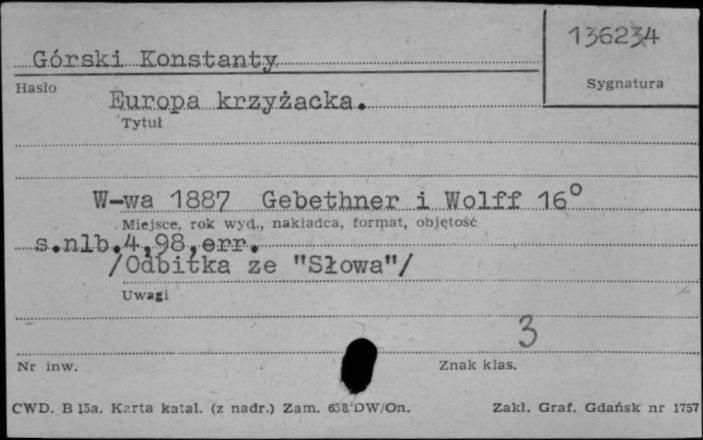 136234
Górski Konstanty
Sygnatura
Hasło
Europa krzyżacka.
Tytuł
W-wa 1887 Gebethner i Wolff 16°
Miejsce, rok wyd., nakładca, format, objętość
s.nlb.4,98,err.
/Odbitka ze "Słowa"/
Uwagi
3
Nr inw.
Znak klas.
CWD. B 15a. Karta katal. (z nadr.) Zam. 658/DW/On.
Zakł. Graf. Gdańsk nr 1757